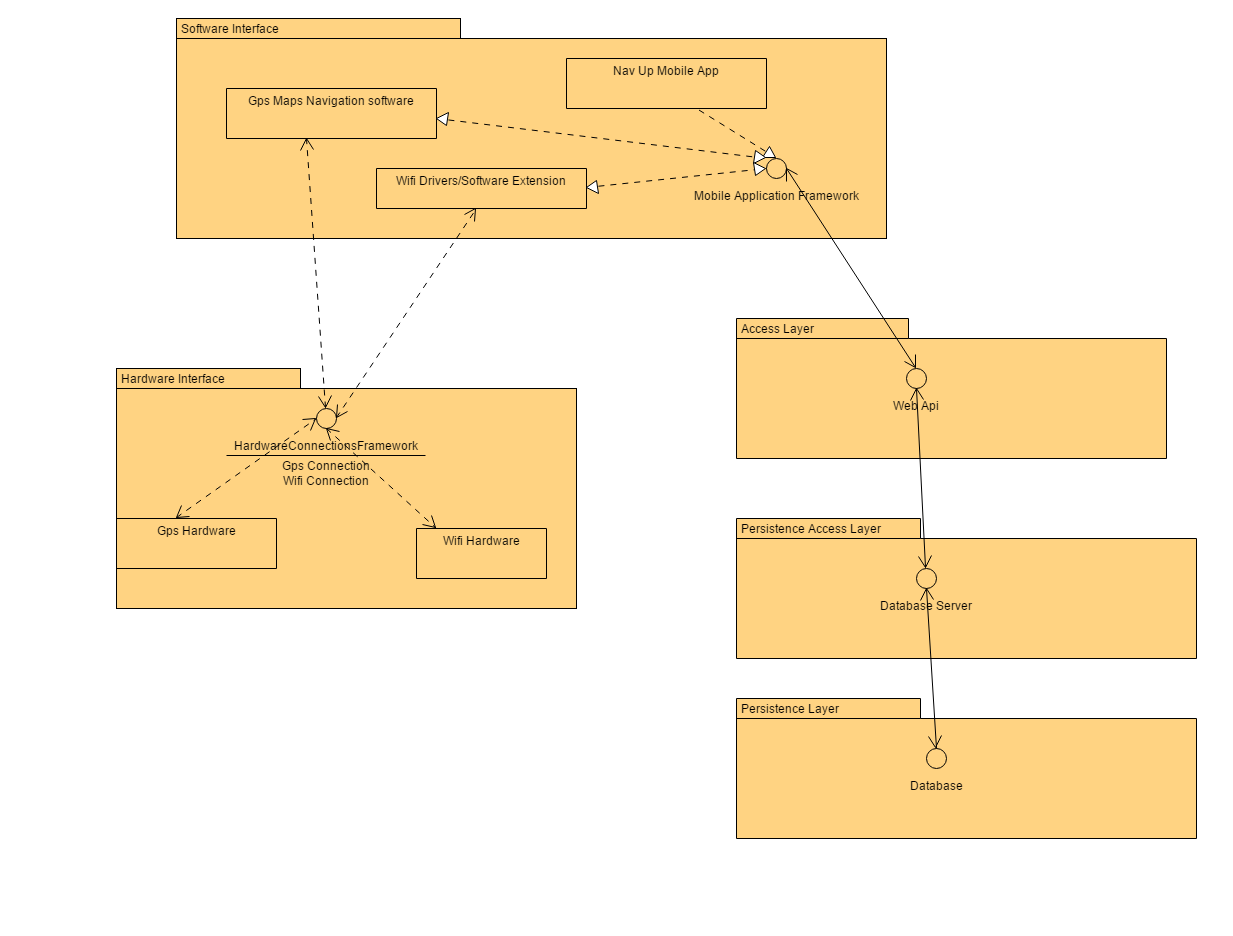 Software Interface
Nav Up Mobile App
Gps Maps Navigation software
Wifi Drivers/Software Extension
Mobile Application Framework
Access Layer
Web Api
Hardware Interface
HardwareConnectionsFramework
Gps Connection
Wifi Connection
Gps Hardware
Wifi Hardware
Persistence Access Layer
Database Server
Persistence Layer
Database